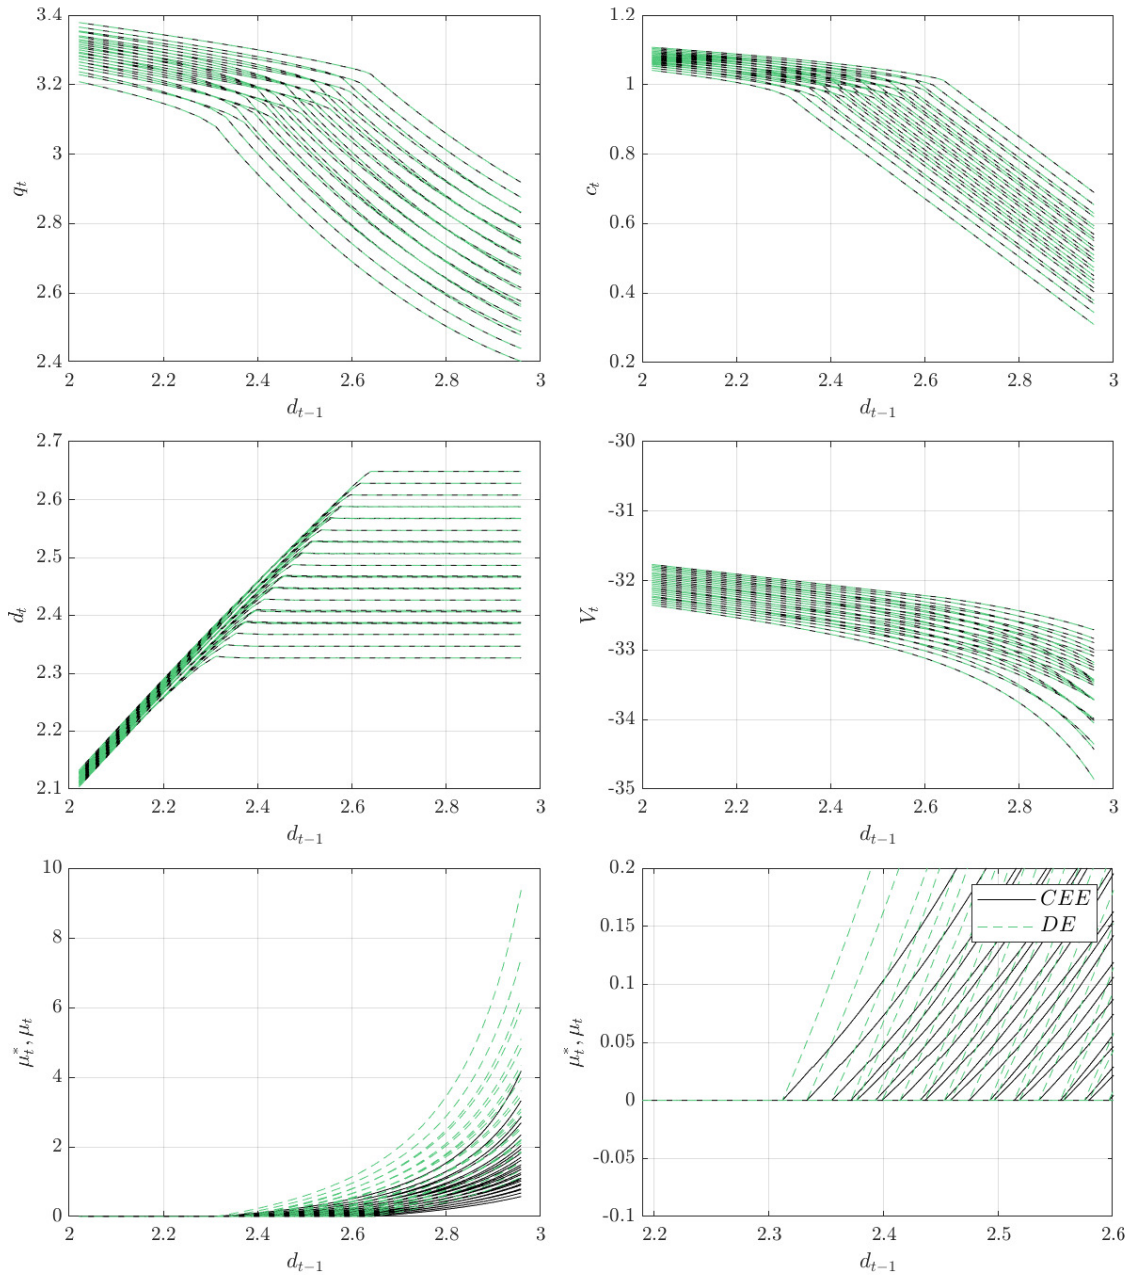 3.4
3.2
3
2.8
2.6
2.4
q_t
2 2.2 2.4 2.6 2.8 3
d_{t−1}
1.2
1
0.8
0.6
0.4
0.2
c_t
2 2.2 2.4 2.6 2.8 3
d_{t−1}
2.7
2.6
2.5
2.4
2.3
2.2
2.1
d_t
2 2.2 2.4 2.6 2.8 3
d_{t−1}
-30
-31
-32
-33
-34
-35
V_t
2 2.2 2.4 2.6 2.8 3
d_{t−1}
10
8
6
4
2
0
μ_t^*, μ_t
2 2.2 2.4 2.6 2.8 3
d_{t−1}
0.2
0.15
0.1
0.05
0
-0.05
-0.1
μ_t^*, μ_t
CEE
DE
2.2 2.3 2.4 2.5 2.6
d_{t−1}